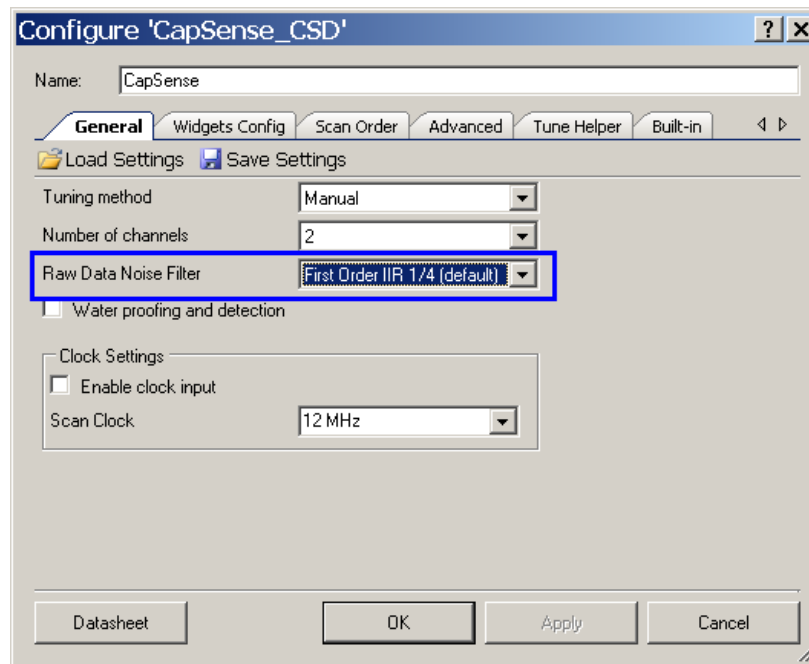 Configure 'CapSense_CSD'
? x
Name: CapSense
General Widgets Config Scan Order Advanced Tune Helper Built-in
Load Settings Save Settings
Tuning method Manual
Number of channels 2
Raw Data Noise Filter First Order IIR 1/4 (default)
Water proofing and detection
Clock Settings
Enable clock input
Scan Clock 12 MHz
Datasheet OK Apply Cancel